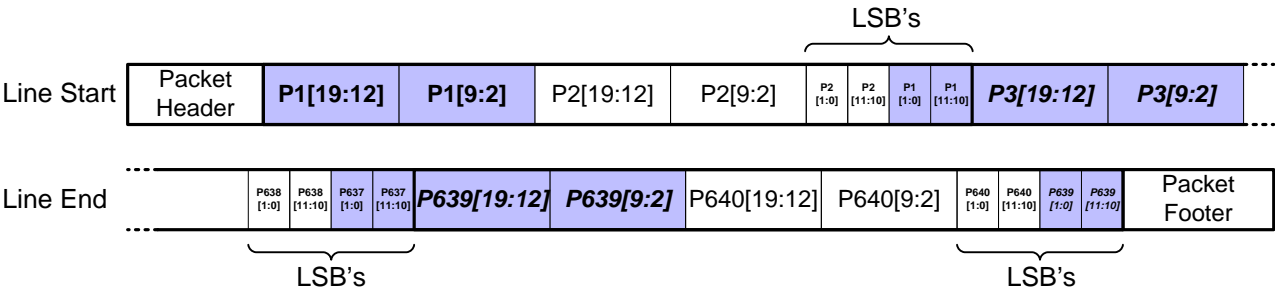 LSB's
Line Start Packet Header P1[19:12] P1[9:2] P2[19:12] P2[9:2] P2 [1:0] P2 [11:10] P1 [1:0] P1 [11:10] P3[19:12] P3[9:2]
Line End P638 [1:0] P638 [11:10] P637 [1:0] P637 [11:10] P639[19:12] P639[9:2] P640[19:12] P640[9:2] P640 [1:0] P640 [11:10] P639 [1:0] P639 [11:10] Packet Footer
LSB's LSB's